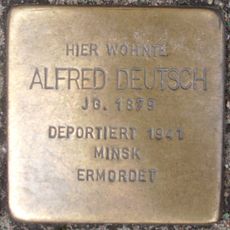 HIER WOHNTE
ALFRED DEUTSCH
JG. 1879
DEPORTIERT 1941
MINSK
ERMORDET